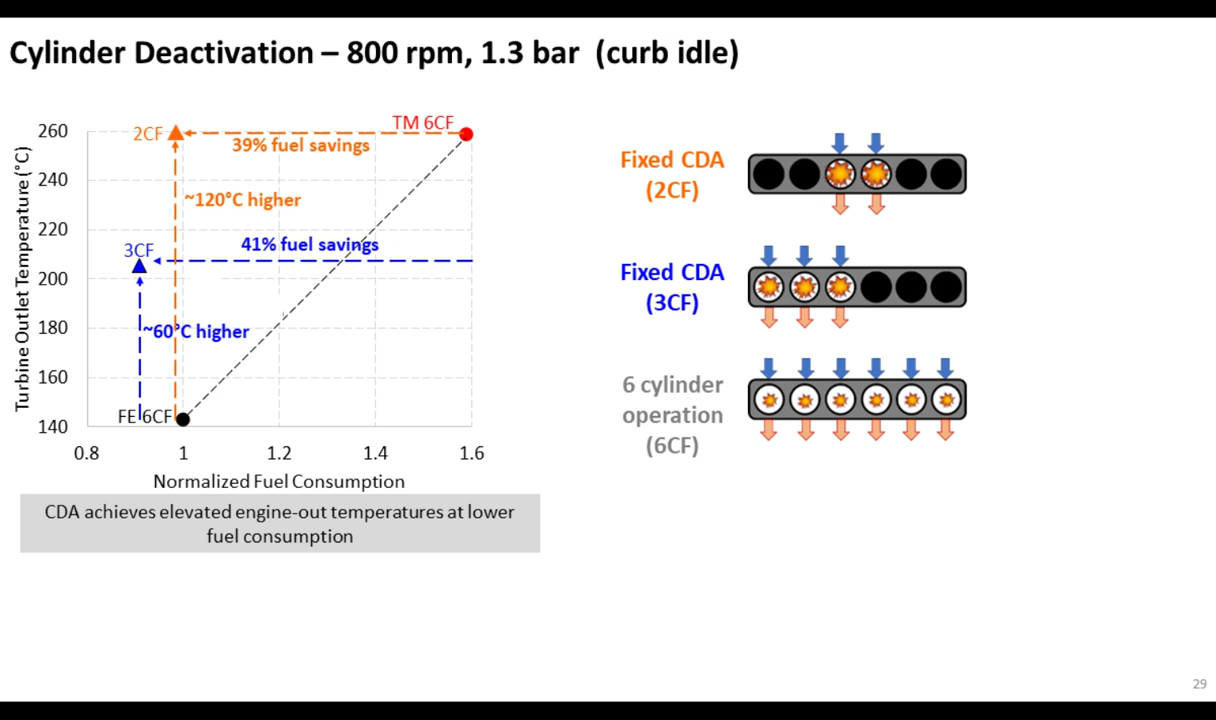 Cylinder Deactivation – 800 rpm, 1.3 bar (curb idle)
Turbine Outlet Temperature (°C)
260
240
220
200
180
160
140
2CF
TM 6CF
39% fuel savings
~120°C higher
3CF
41% fuel savings
~60°C higher
FE 6CF
0.8
1
1.2
1.4
1.6
Normalized Fuel Consumption
CDA achieves elevated engine-out temperatures at lower
fuel consumption
Fixed CDA
(2CF)
Fixed CDA
(3CF)
6 cylinder
operation
(6CF)
29